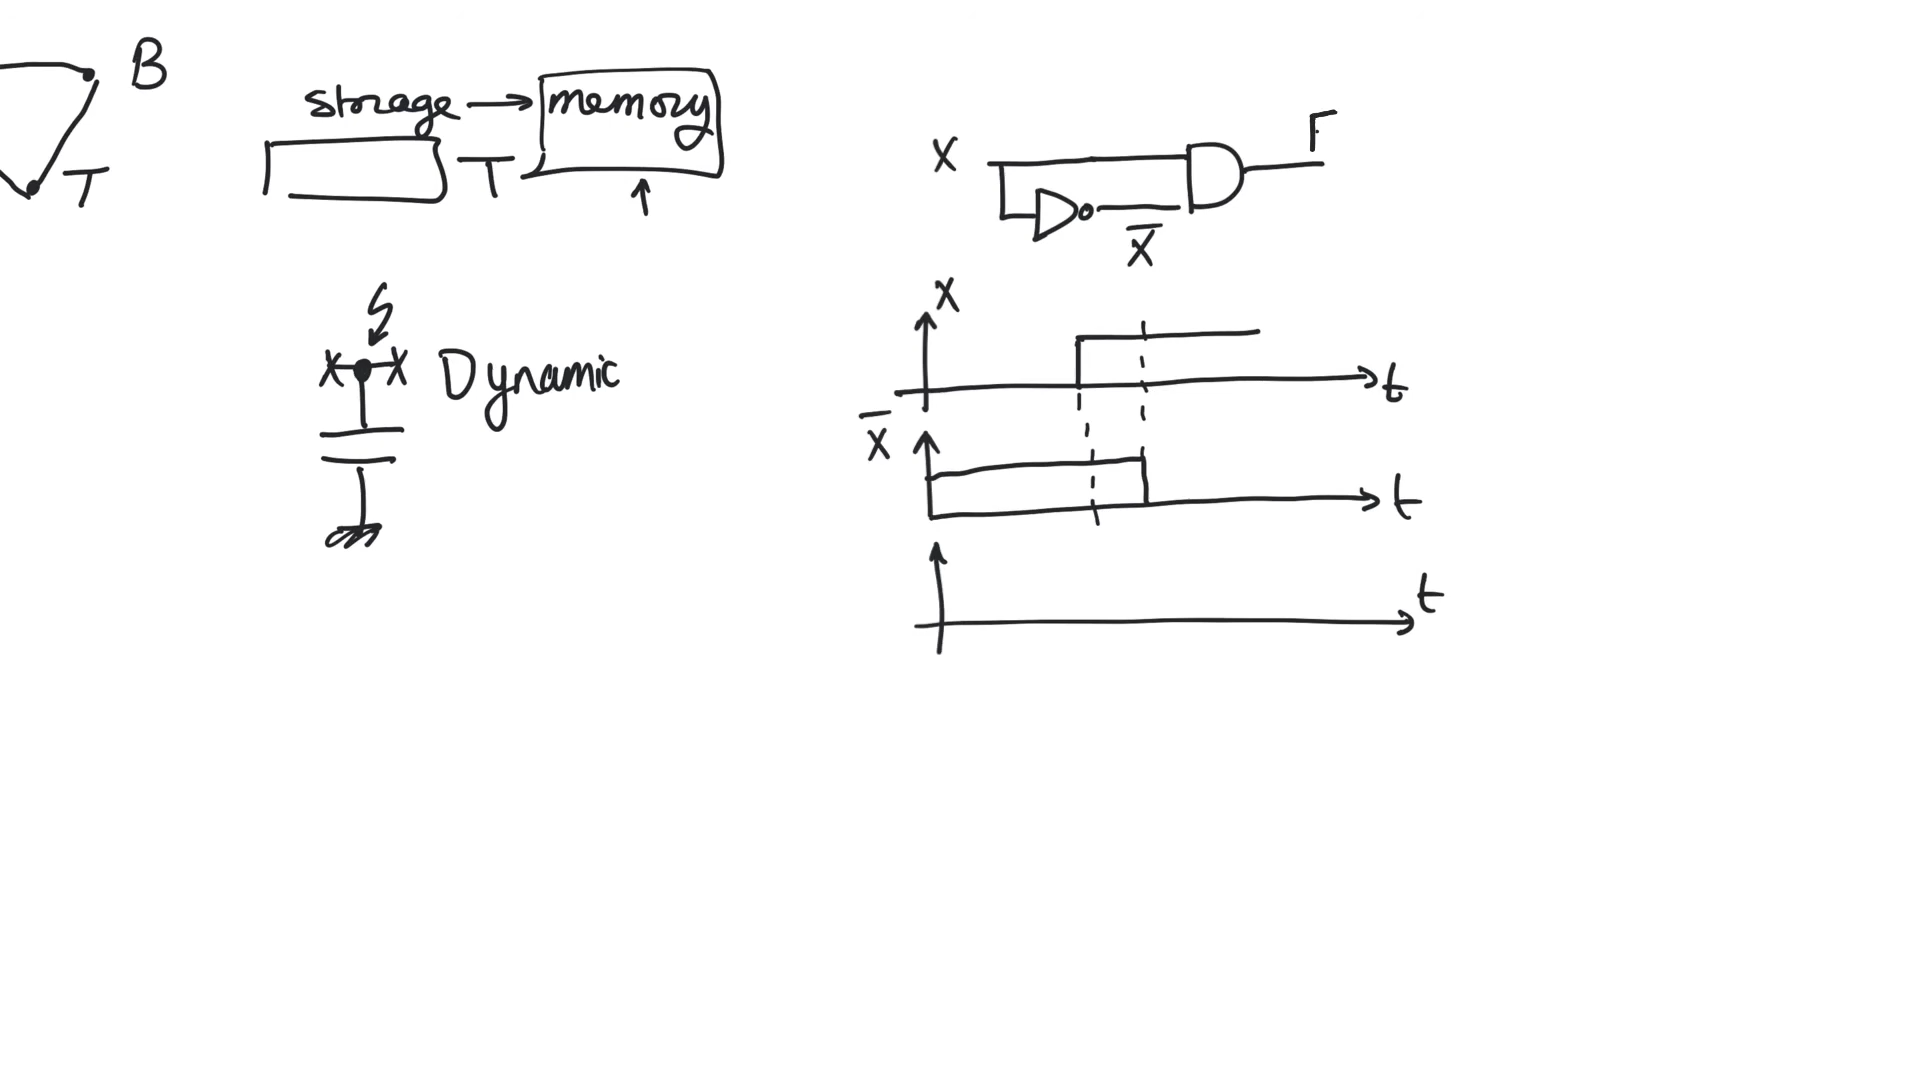 B
T
storage → memory
T
Dynamic
X
F
X̅
X
t
X̅
t
t